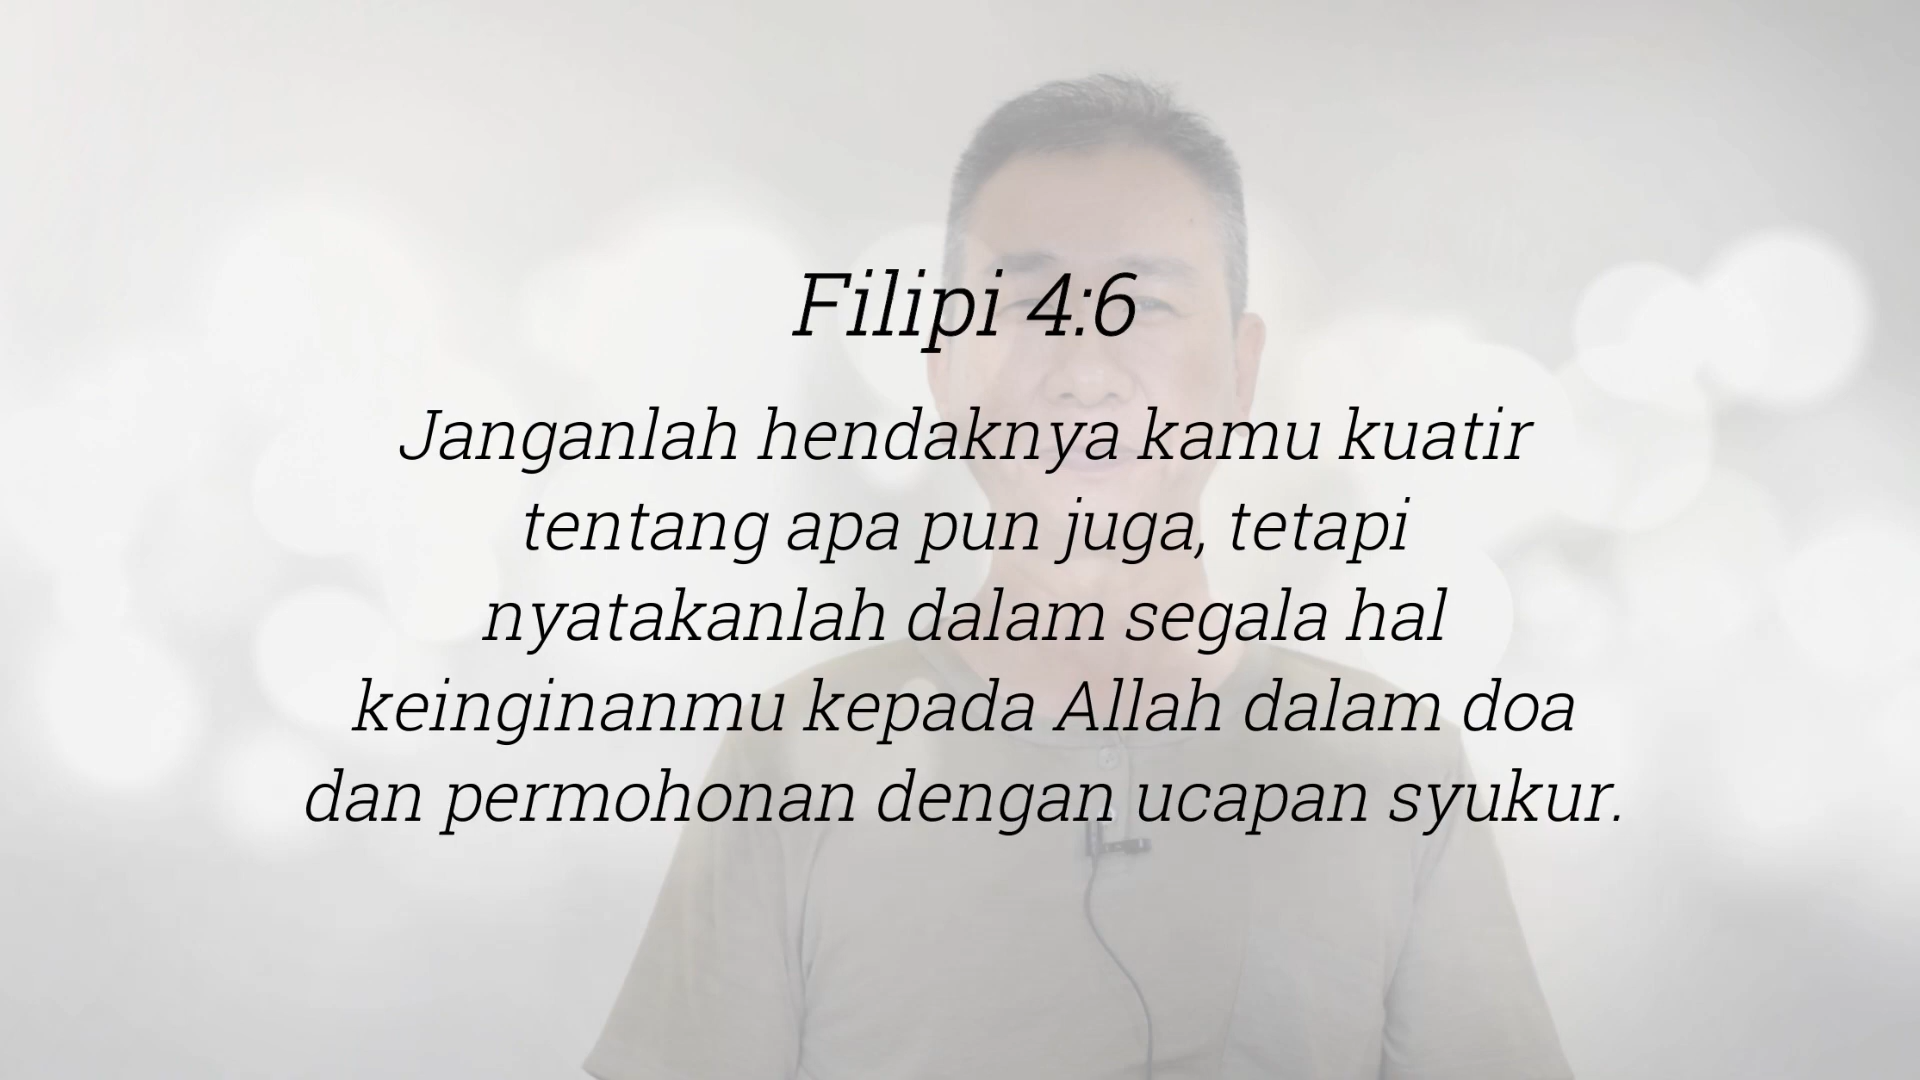 Filipi 4:6
Janganlah hendaknya kamu kuatir
tentang apa pun juga, tetapi
nyatakanlah dalam segala hal
keinginanmu kepada Allah dalam doa
dan permohonan dengan ucapan syukur.